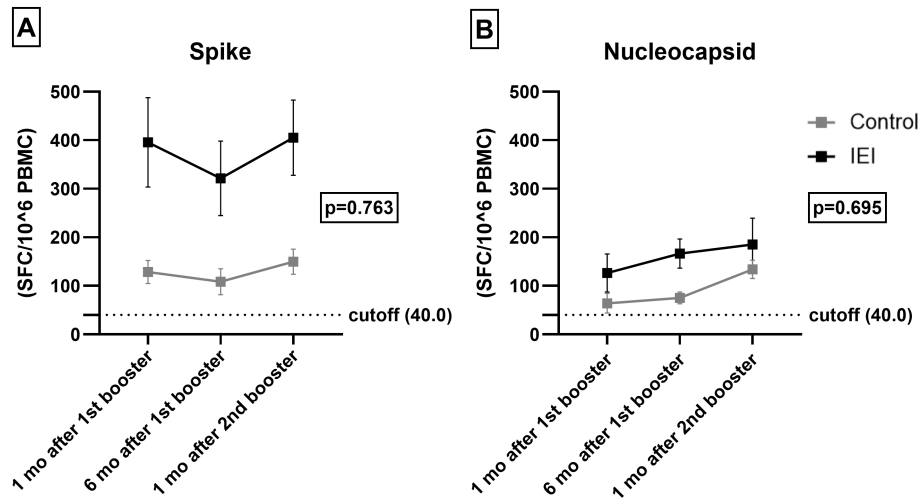 A
Spike
(SFC/10^6 PBMC)
500
400
300
200
100
0
p=0.763
cutoff (40.0)
1 mo after 1st booster
6 mo after 1st booster
1 mo after 2nd booster
B
Nucleocapsid
(SFC/10^6 PBMC)
500
400
300
200
100
0
Control
IEI
p=0.695
cutoff (40.0)
1 mo after 1st booster
6 mo after 1st booster
1 mo after 2nd booster